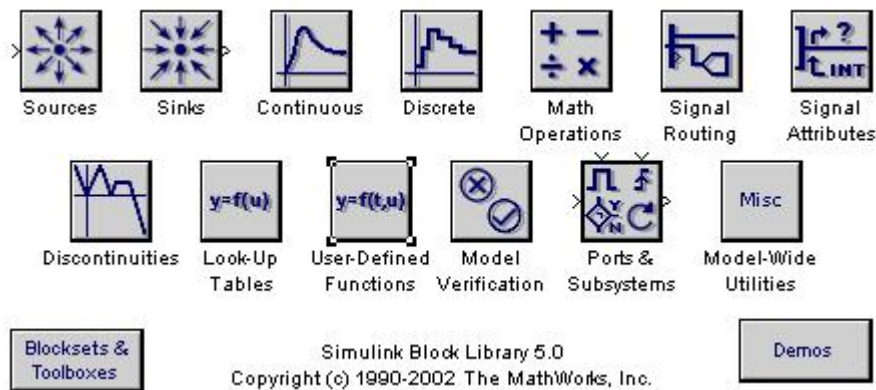 ? INT
+ − ÷ ×
Sources
Sinks
Continuous
Discrete
Math
Operations
Signal
Routing
Signal
Attributes
y=f(u)
y=f(t,u)
Y
N
Misc
Discontinuities
Look-Up
Tables
User-Defined
Functions
Model
Verification
Ports &
Subsystems
Model-Wide
Utilities
Blocksets &
Toolboxes
Simulink Block Library 5.0
Copyright (c) 1990-2002 The MathWorks, Inc.
Demos